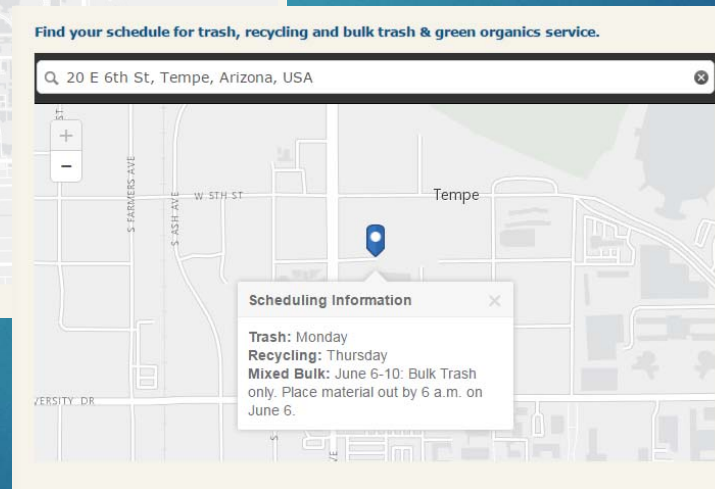 Find your schedule for trash, recycling and bulk trash & green organics service.
20 E 6th St, Tempe, Arizona, USA
ST
+
−
S FARMERS AVE
S ASH AVE
W 5TH ST
Tempe
Scheduling Information
Trash: Monday
Recycling: Thursday
Mixed Bulk: June 6-10: Bulk Trash
only. Place material out by 6 a.m. on
June 6.
VERSITY DR
S
VE